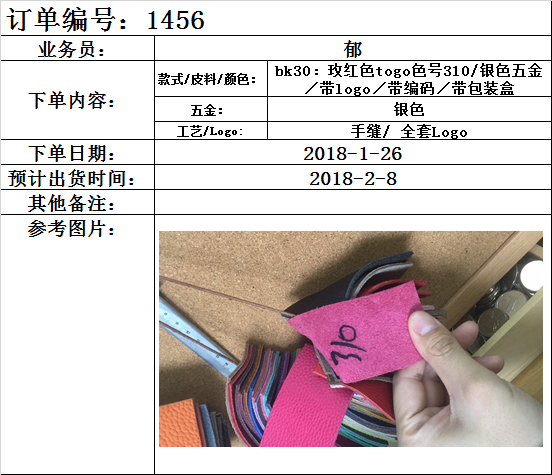 订单编号：1456
业务员：
郁
下单内容：
款式/皮料/颜色：
bk30：玫红色togo色号310/银色五金
／带logo／带编码／带包装盒
五金：
银色
工艺/Logo:
手缝/ 全套Logo
下单日期：
2018-1-26
预计出货时间：
2018-2-8
其他备注：
参考图片：
310